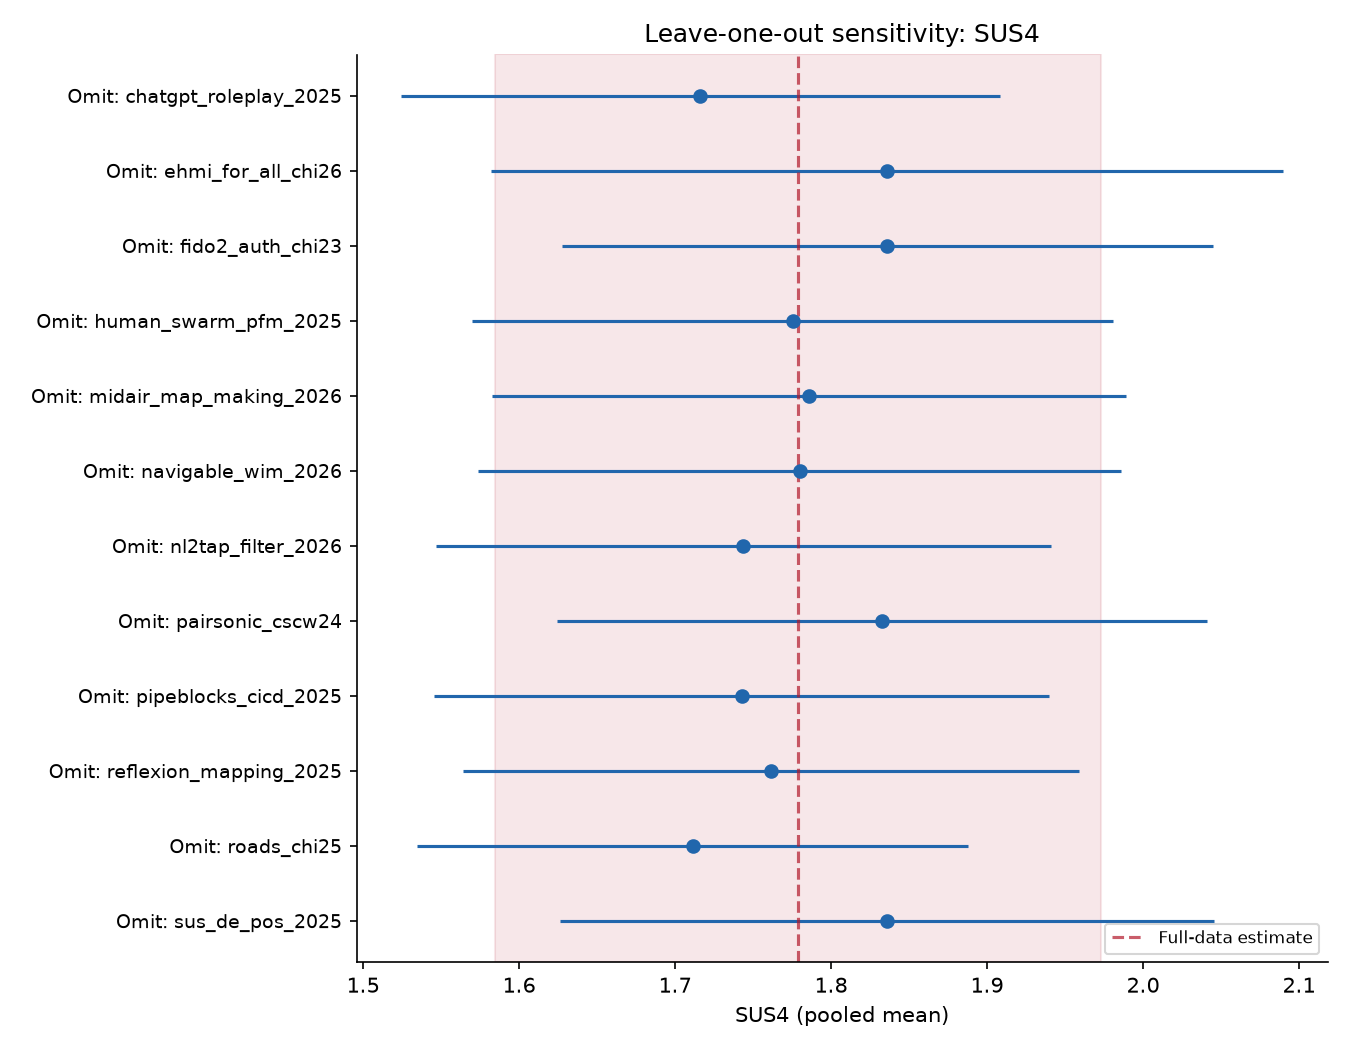 Leave-one-out sensitivity: SUS4
Omit: chatgpt_roleplay_2025
Omit: ehmi_for_all_chi26
Omit: fido2_auth_chi23
Omit: human_swarm_pfm_2025
Omit: midair_map_making_2026
Omit: navigable_wim_2026
Omit: nl2tap_filter_2026
Omit: pairsonic_cscw24
Omit: pipeblocks_cicd_2025
Omit: reflexion_mapping_2025
Omit: roads_chi25
Omit: sus_de_pos_2025
Full-data estimate
1.5 1.6 1.7 1.8 1.9 2.0 2.1
SUS4 (pooled mean)